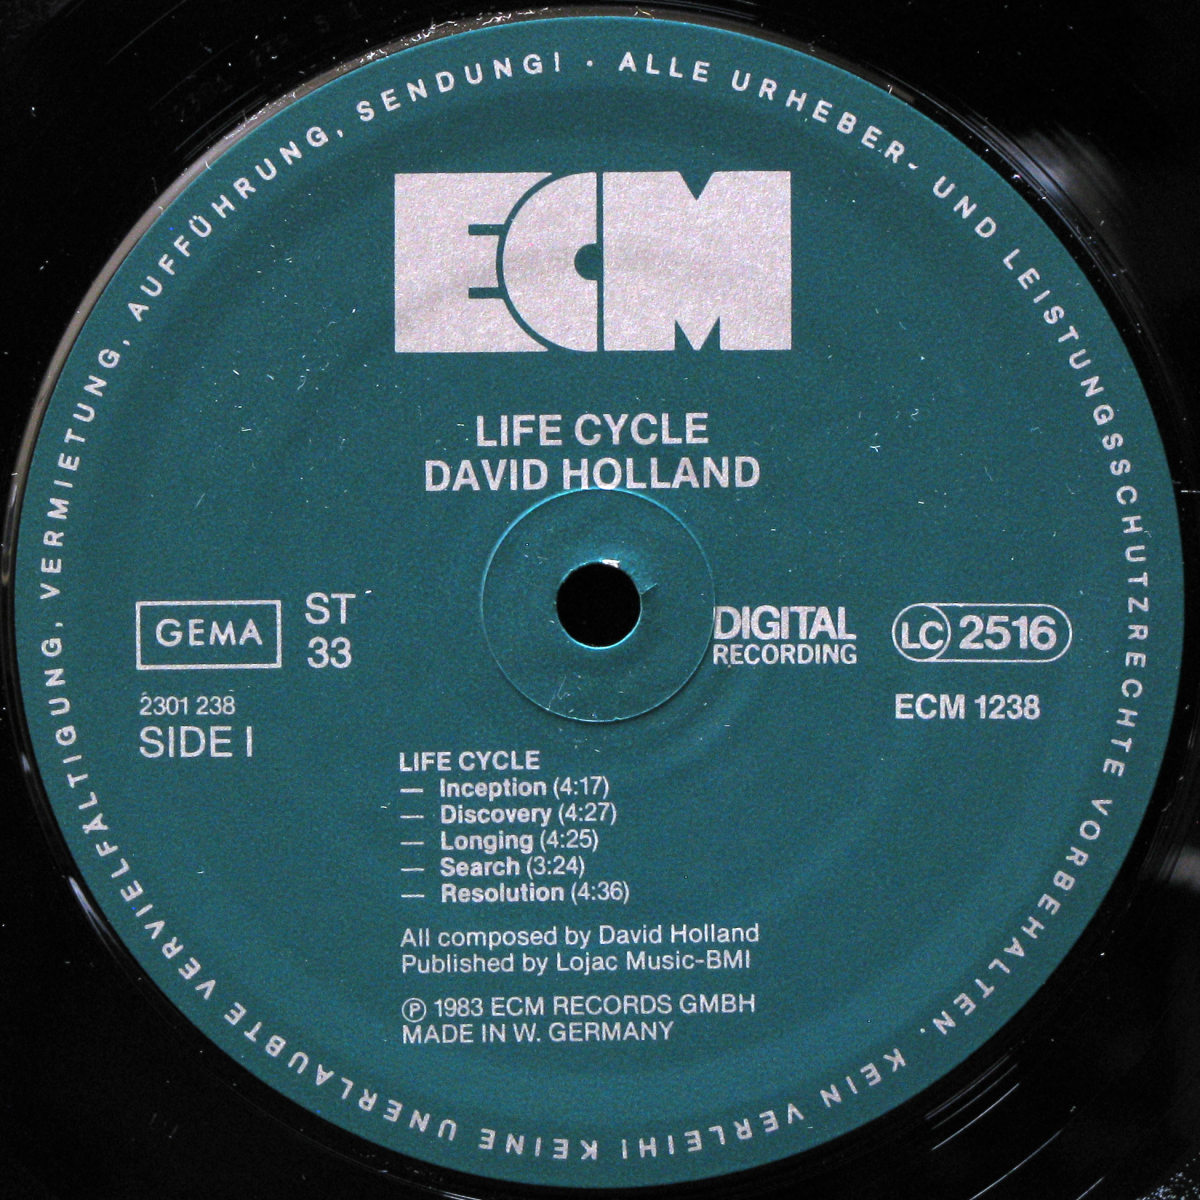 ALLE URHEBER- UND LEISTUNGSSCHUTZRECHTE VORBEHALTEN. KEIN VERLEIH! KEINE UNERLAUBTE VERVIELFÄLTIGUNG, VERMIETUNG, AUFFÜHRUNG, SENDUNG! ·
ECM
LIFE CYCLE
DAVID HOLLAND
GEMA
ST
33
2301 238
SIDE I
DIGITAL
RECORDING
LC 2516
ECM 1238
LIFE CYCLE
— Inception (4:17)
— Discovery (4:27)
— Longing (4:25)
— Search (3:24)
— Resolution (4:36)
All composed by David Holland
Published by Lojac Music-BMI
Ⓟ 1983 ECM RECORDS GMBH
MADE IN W. GERMANY